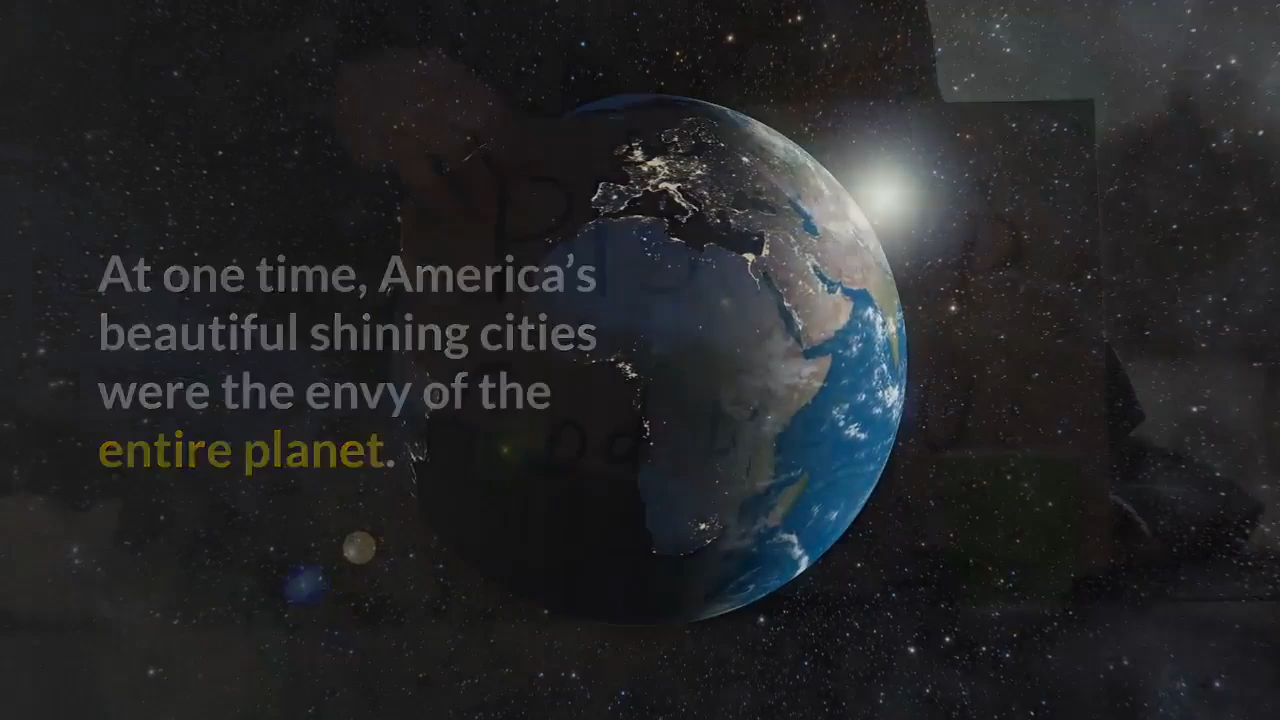 At one time, America’s
beautiful shining cities
were the envy of the
entire planet.